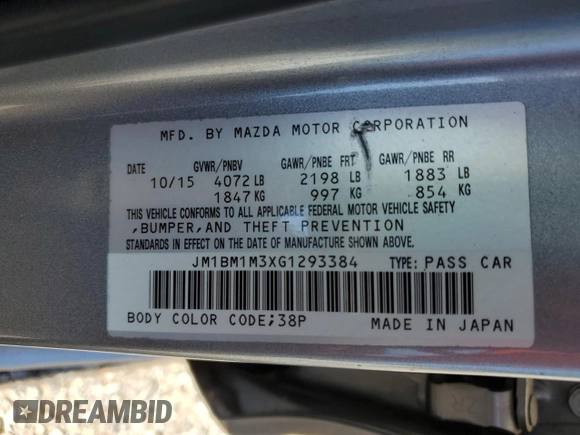 MFD. BY MAZDA MOTOR CORPORATION
DATE GVWR/PNBV GAWR/PNBE FRT GAWR/PNBE RR
10/15 4072 LB 2198 LB 1883 LB
1847 KG 997 KG 854 KG
THIS VEHICLE CONFORMS TO ALL APPLICABLE FEDERAL MOTOR VEHICLE SAFETY
,BUMPER,AND THEFT PREVENTION
STANDARDS IN EFFECT ON THE DATE OF MANUFACTURE SHOWN ABOVE.
JM1BM1M3XG1293384 TYPE: PASS CAR
BODY COLOR CODE;38P MADE IN JAPAN
DREAMBID